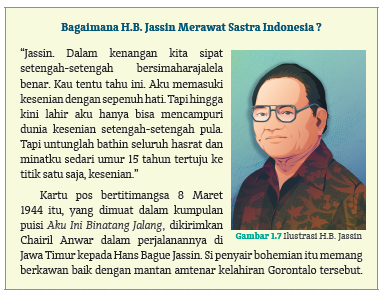 Bagaimana H.B. Jassin Merawat Sastra Indonesia ?
“Jassin. Dalam kenangan kita sipat
setengah-setengah bersimaharajalela
benar. Kau tentu tahu ini. Aku memasuki
kesenian dengan sepenuh hati. Tapi hingga
kini lahir aku hanya bisa mencampuri
dunia kesenian setengah-setengah pula.
Tapi untunglah bathin seluruh hasrat dan
minatku sedari umur 15 tahun tertuju ke
titik satu saja, kesenian.”
Kartu pos bertitimangsa 8 Maret
1944 itu, yang dimuat dalam kumpulan
puisi Aku Ini Binatang Jalang, dikirimkan
Chairil Anwar dalam perjalanannya di
Jawa Timur kepada Hans Bague Jassin. Si penyair bohemian itu memang
berkawan baik dengan mantan amtenar kelahiran Gorontalo tersebut.
Gambar 1.7 Ilustrasi H.B. Jassin